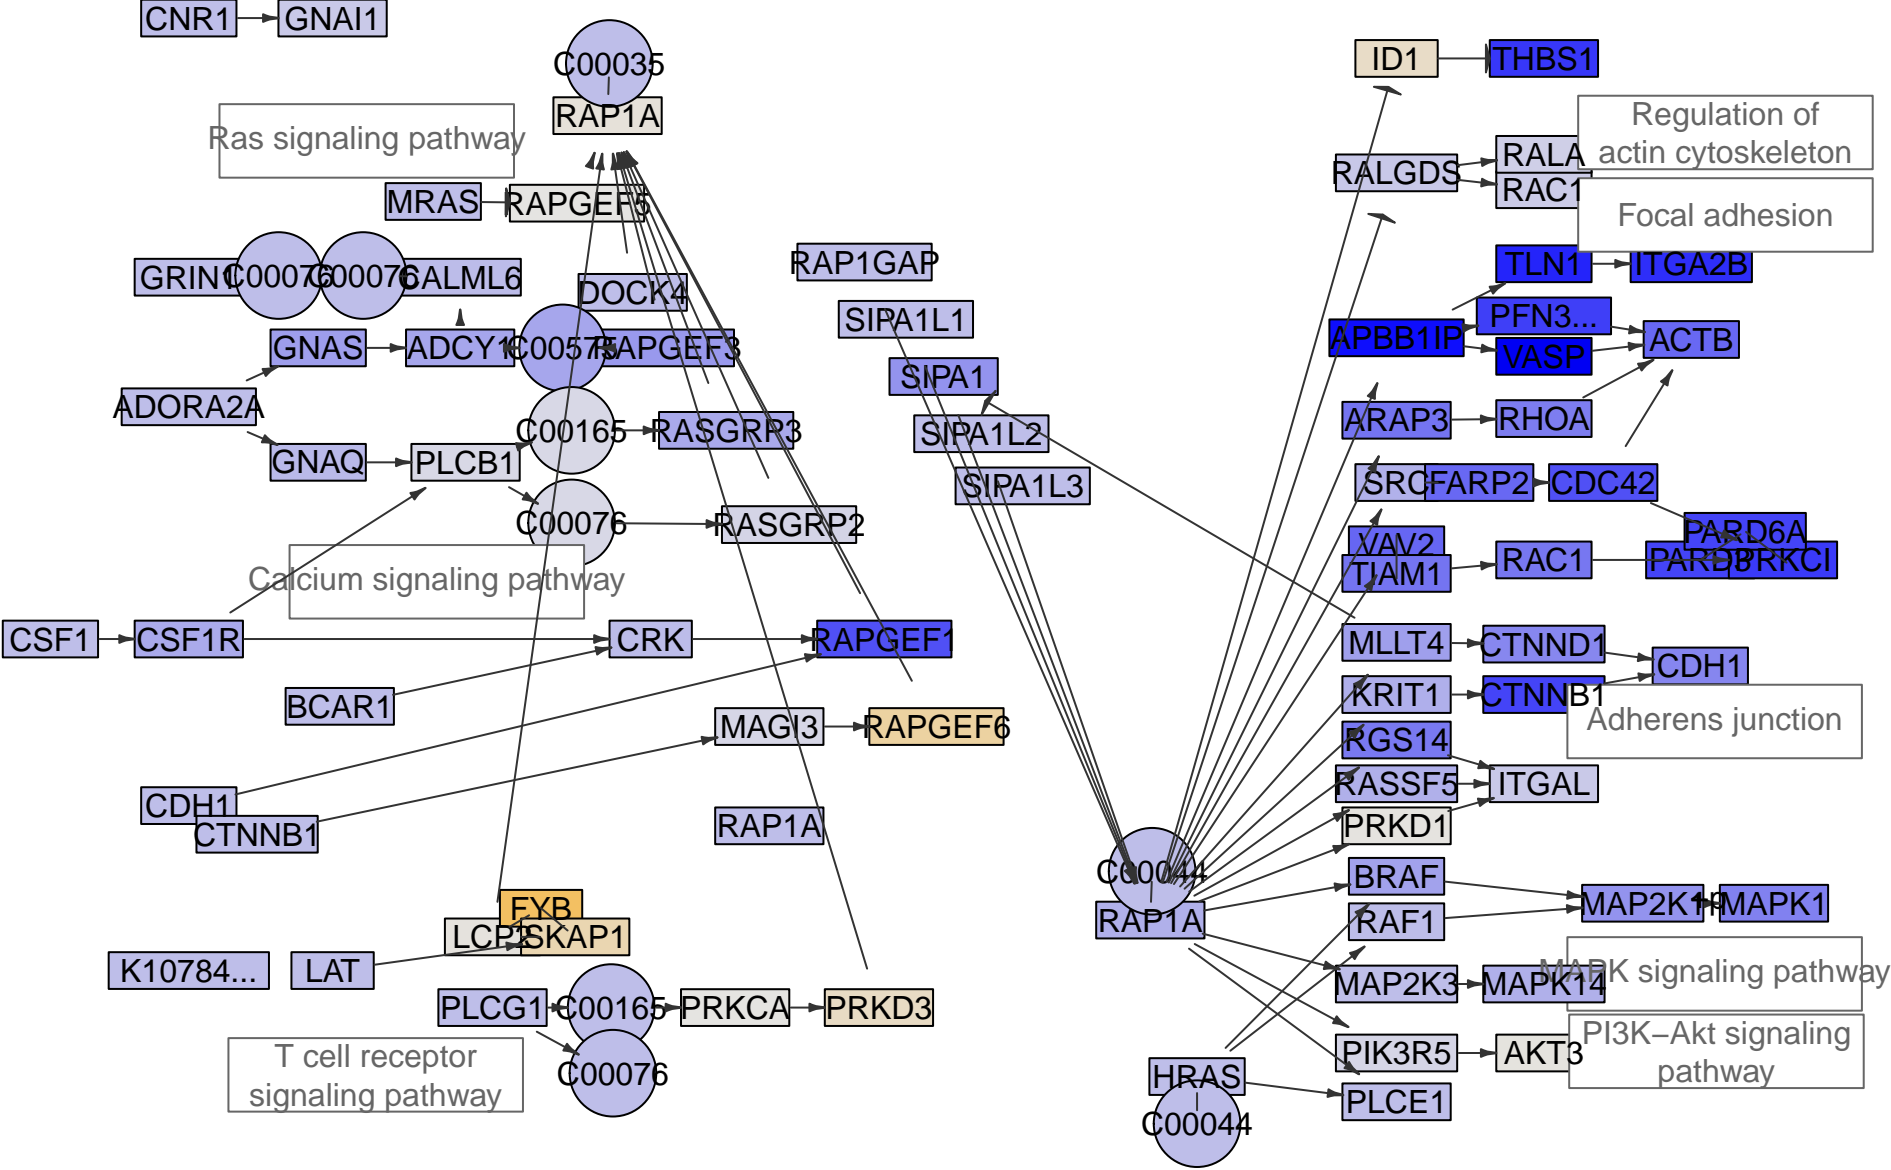 CNR1
GNAI1
C00035
RAP1A
ID1
THBS1
Ras signaling pathway
Regulation of
actin cytoskeleton
RALGDS
RALA
RAC1
Focal adhesion
MRAS
RAPGEF5
GRIN1
C00076
C00076
CALML6
DOCK4
RAP1GAP
SIPA1L1
TLN1
ITGA2B
PFN3...
APBB1IP
VASP
ACTB
GNAS
ADCY1
C00575
RAPGEF3
SIPA1
ADORA2A
GNAQ
PLCB1
C00165
RASGRP3
SIPA1L2
ARAP3
RHOA
SIPA1L3
SRC
FARP2
CDC42
C00076
RASGRP2
VAV2
TIAM1
RAC1
PARD6A
PARD3
PRKCI
Calcium signaling pathway
CSF1
CSF1R
CRK
RAPGEF1
MLLT4
CTNND1
CDH1
KRIT1
CTNNB1
Adherens junction
BCAR1
MAGI3
RAPGEF6
RGS14
RASSF5
ITGAL
PRKD1
CDH1
CTNNB1
RAP1A
C00044
RAP1A
BRAF
RAF1
MAP2K1
+p
MAPK1
FYB
LCP2
SKAP1
K10784...
LAT
MAP2K3
MAPK14
MAPK signaling pathway
PLCG1
C00165
PRKCA
PRKD3
C00076
T cell receptor
signaling pathway
PIK3R5
AKT3
PI3K−Akt signaling
pathway
HRAS
C00044
PLCE1